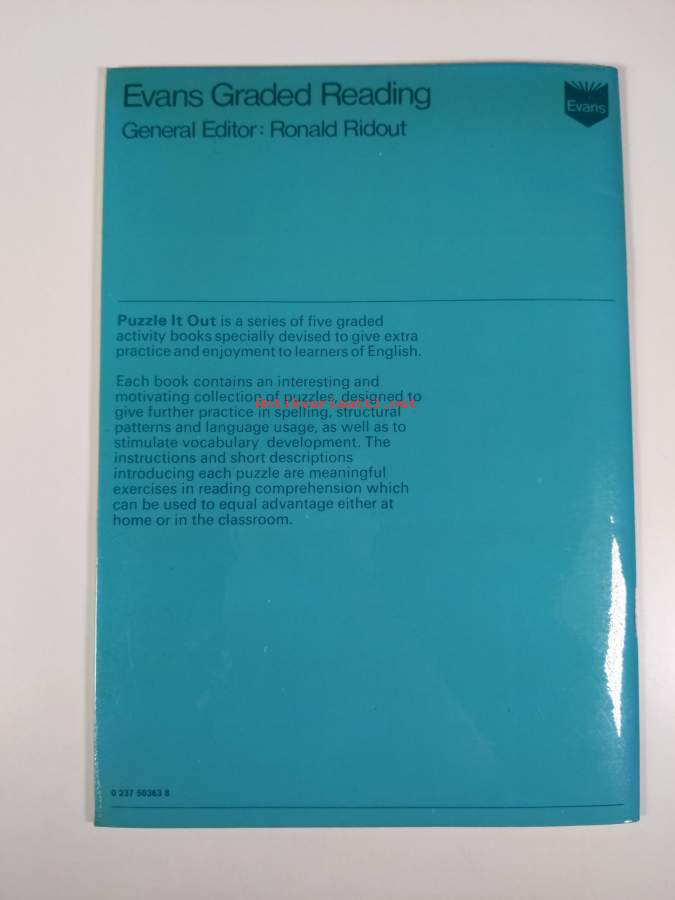 Evans Graded Reading
General Editor: Ronald Ridout
Evans
Puzzle It Out is a series of five graded
activity books specially devised to give extra
practice and enjoyment to learners of English.
Each book contains an interesting and
motivating collection of puzzles, designed to
antikvariaatti.net
give further practice in spelling, structural
patterns and language usage, as well as to
stimulate vocabulary development. The
instructions and short descriptions
introducing each puzzle are meaningful
exercises in reading comprehension which
can be used to equal advantage either at
home or in the classroom.
0 237 50363 8